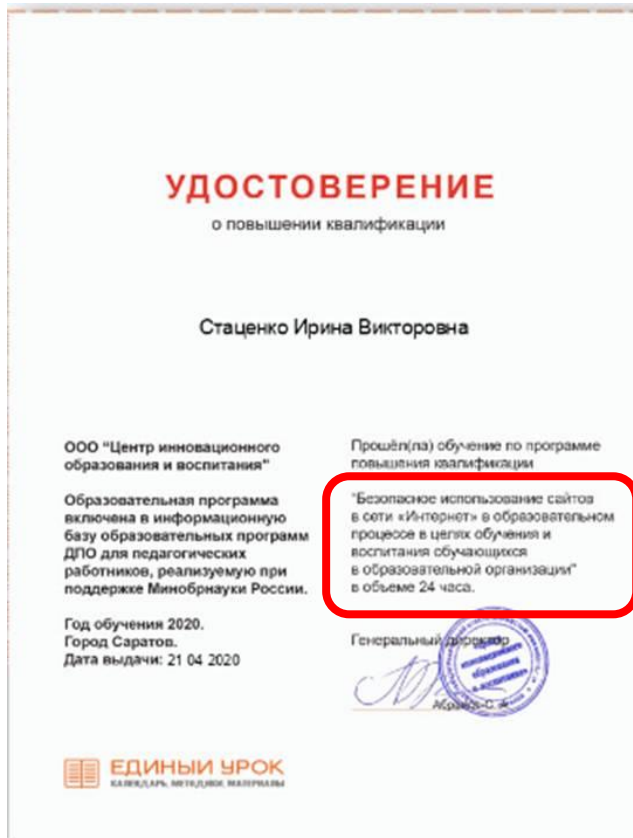 УДОСТОВЕРЕНИЕ
о повышении квалификации
Стаценко Ирина Викторовна
ООО "Центр инновационного
образования и воспитания"
Образовательная программа
включена в информационную
базу образовательных программ
ДПО для педагогических
работников, реализуемую при
поддержке Минобрнауки России.
Год обучения 2020.
Город Саратов.
Дата выдачи: 21 04 2020
Прошёл(ла) обучение по программе
повышения квалификации
"Безопасное использование сайтов
в сети «Интернет» в образовательном
процессе в целях обучения и
воспитания обучающихся
в образовательной организации"
в объеме 24 часа.
Генеральный директор
ЕДИНЫЙ УРОК
КАЛЕНДАРЬ, МЕТОДИКИ, МАТЕРИАЛЫ